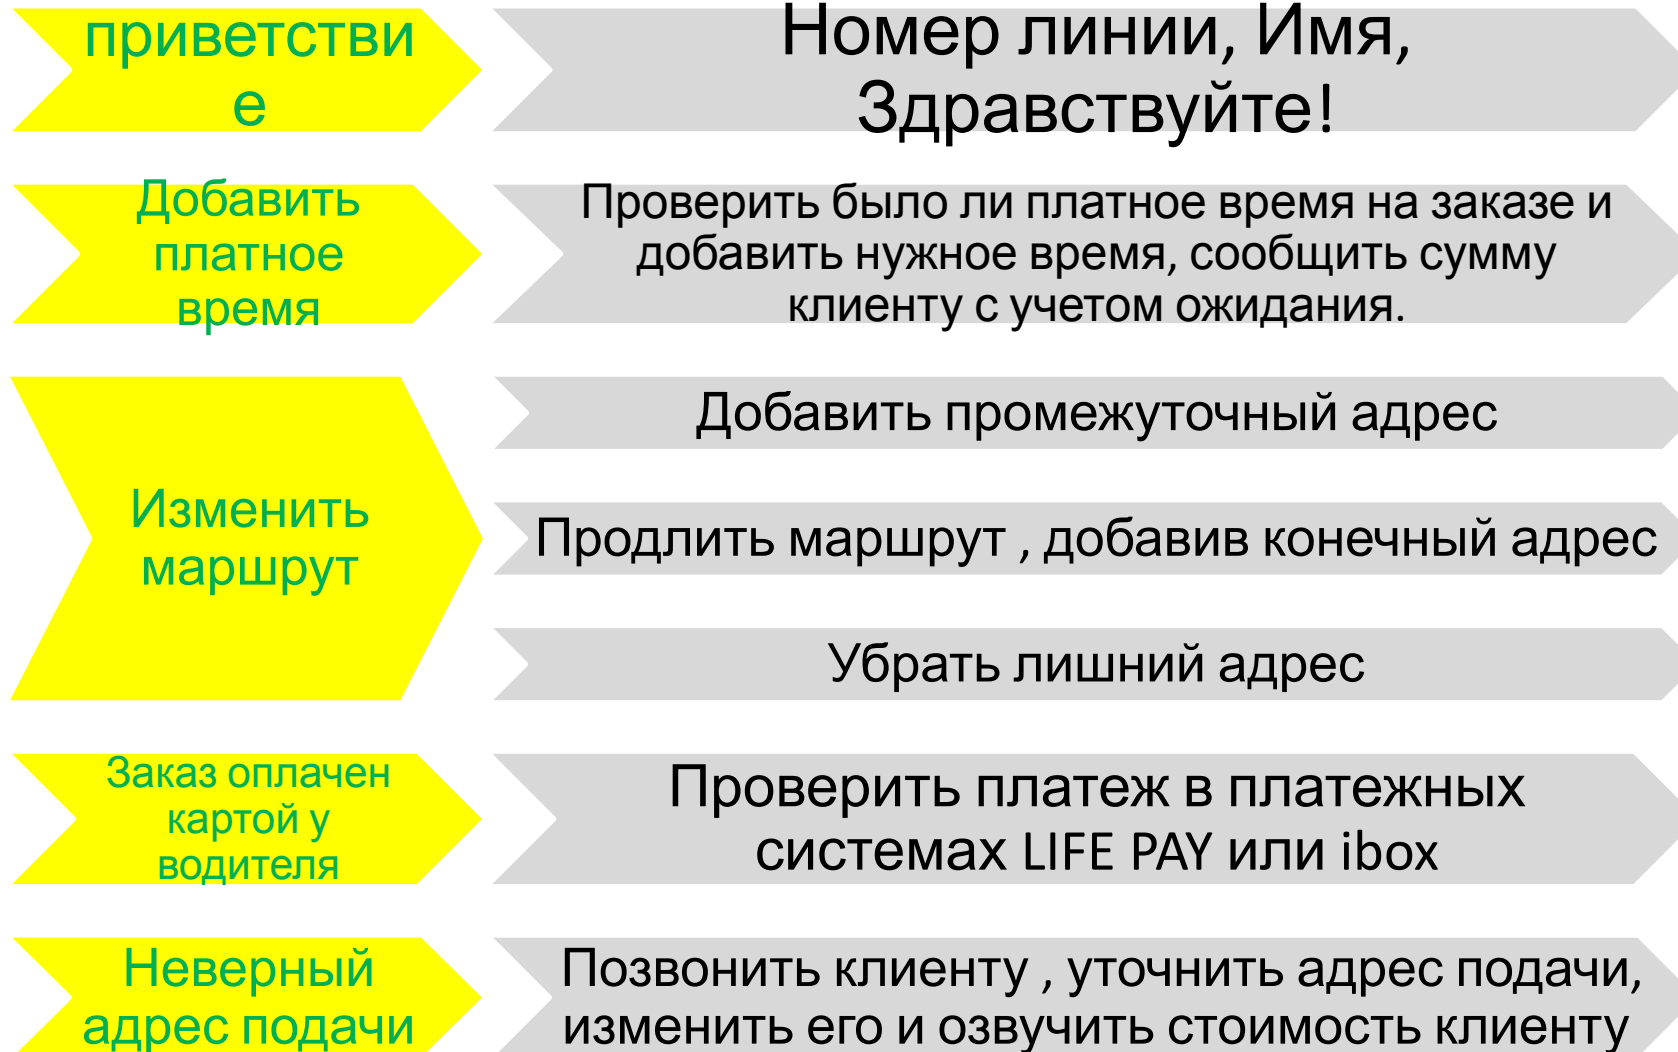 приветстви
е
Номер линии, Имя,
Здравствуйте!
Добавить
платное
время
Проверить было ли платное время на заказе и
добавить нужное время, сообщить сумму
клиенту с учетом ожидания.
Изменить
маршрут
Добавить промежуточный адрес
Продлить маршрут , добавив конечный адрес
Убрать лишний адрес
Заказ оплачен
картой у
водителя
Проверить платеж в платежных
системах LIFE PAY или ibox
Неверный
адрес подачи
Позвонить клиенту , уточнить адрес подачи,
изменить его и озвучить стоимость клиенту